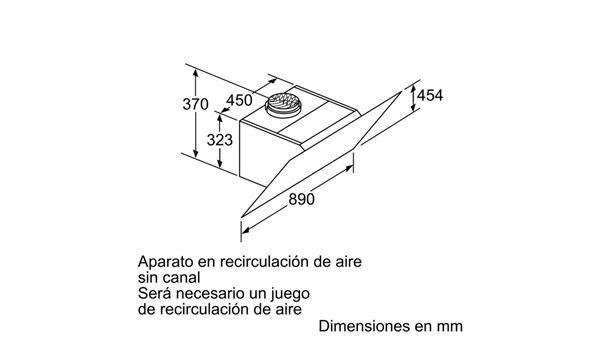 450
370
454
323
890
Aparato en recirculación de aire
sin canal
Será necesario un juego
de recirculación de aire
Dimensiones en mm